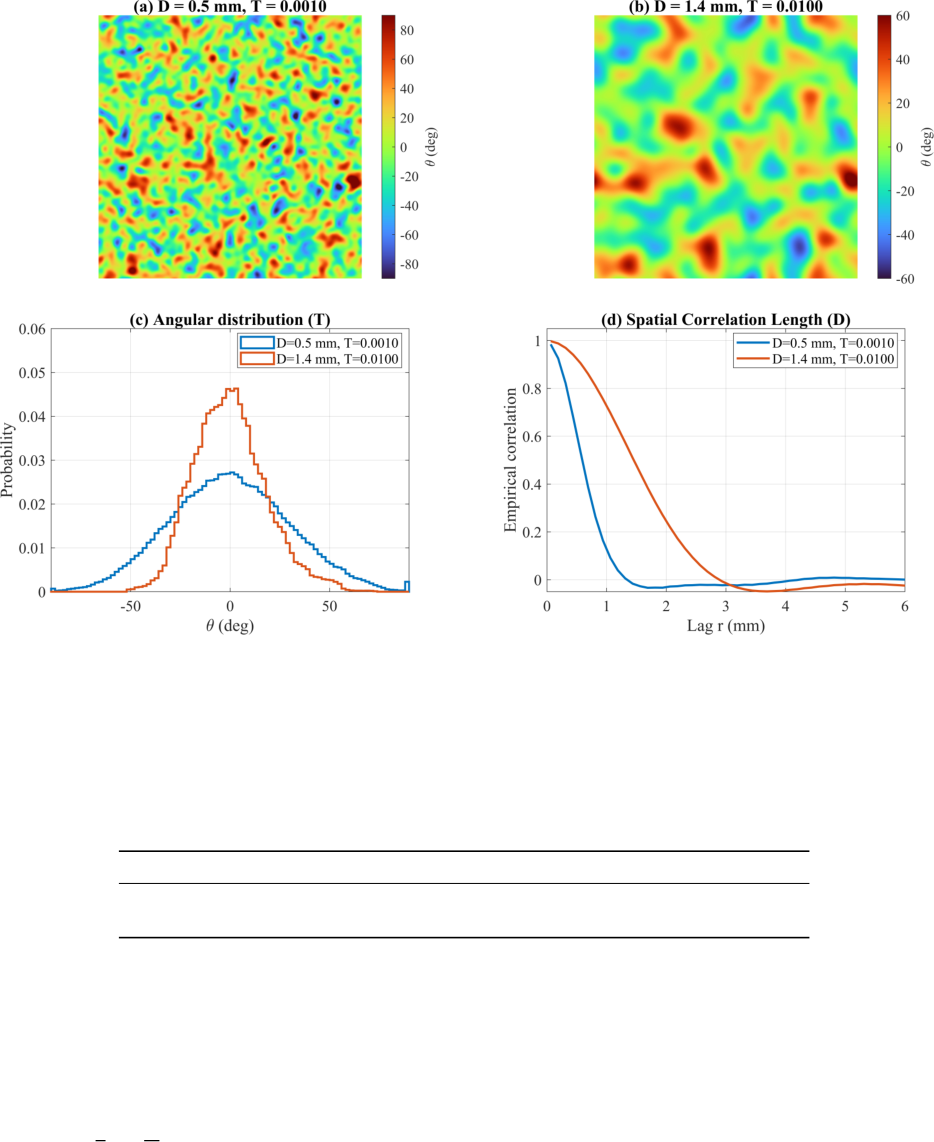 (a) D = 0.5 mm, T = 0.0010
80
60
40
20
0
-20
-40
-60
-80
θ (deg)
(b) D = 1.4 mm, T = 0.0100
60
40
20
0
-20
-40
-60
θ (deg)
(c) Angular distribution (T)
D=0.5 mm, T=0.0010
D=1.4 mm, T=0.0100
0.06
0.05
0.04
0.03
0.02
0.01
0
Probability
-50
0
50
θ (deg)
(d) Spatial Correlation Length (D)
D=0.5 mm, T=0.0010
D=1.4 mm, T=0.0100
1
0.8
0.6
0.4
0.2
0
Empirical correlation
0
1
2
3
4
5
6
Lag r (mm)